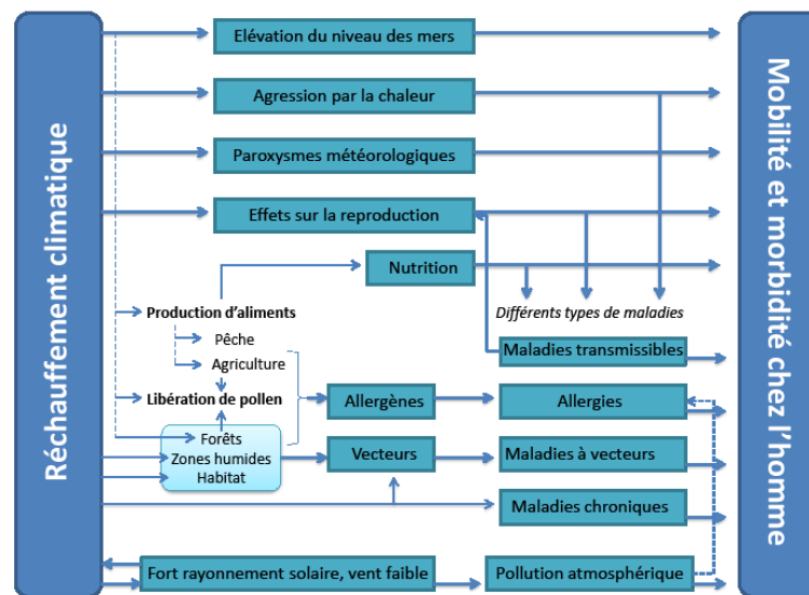 Réchauffement climatique
Elévation du niveau des mers
Agression par la chaleur
Paroxysmes météorologiques
Effets sur la reproduction
Nutrition
Production d'aliments
Différents types de maladies
Pêche
Maladies transmissibles
Agriculture
Libération de pollen
Allergènes
Allergies
Forêts
Zones humides
Vecteurs
Maladies à vecteurs
Habitat
Maladies chroniques
Fort rayonnement solaire, vent faible
Pollution atmosphérique
Mobilité et morbidité chez l'homme